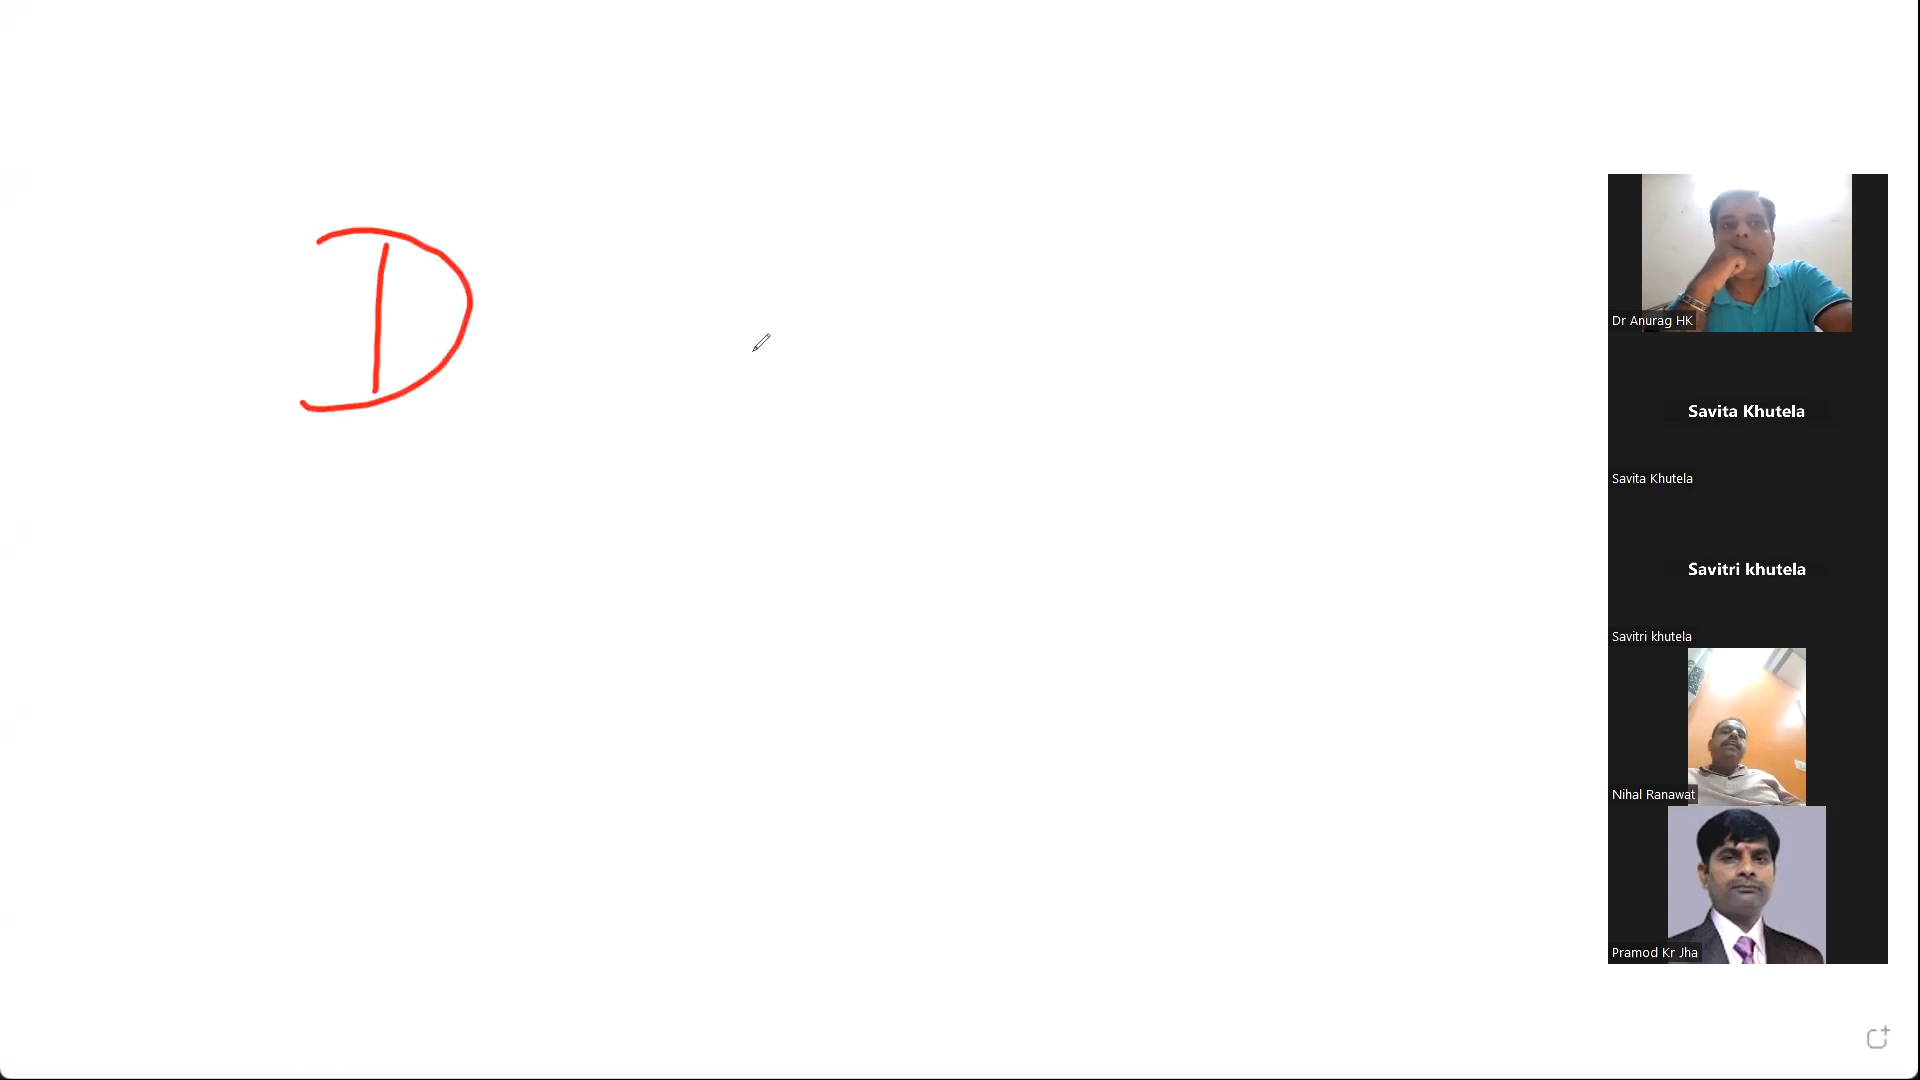 D
Dr Anurag HK
Savita Khutela
Savita Khutela
Savitri khutela
Savitri khutela
Nihal Ranawat
Pramod Kr Jha